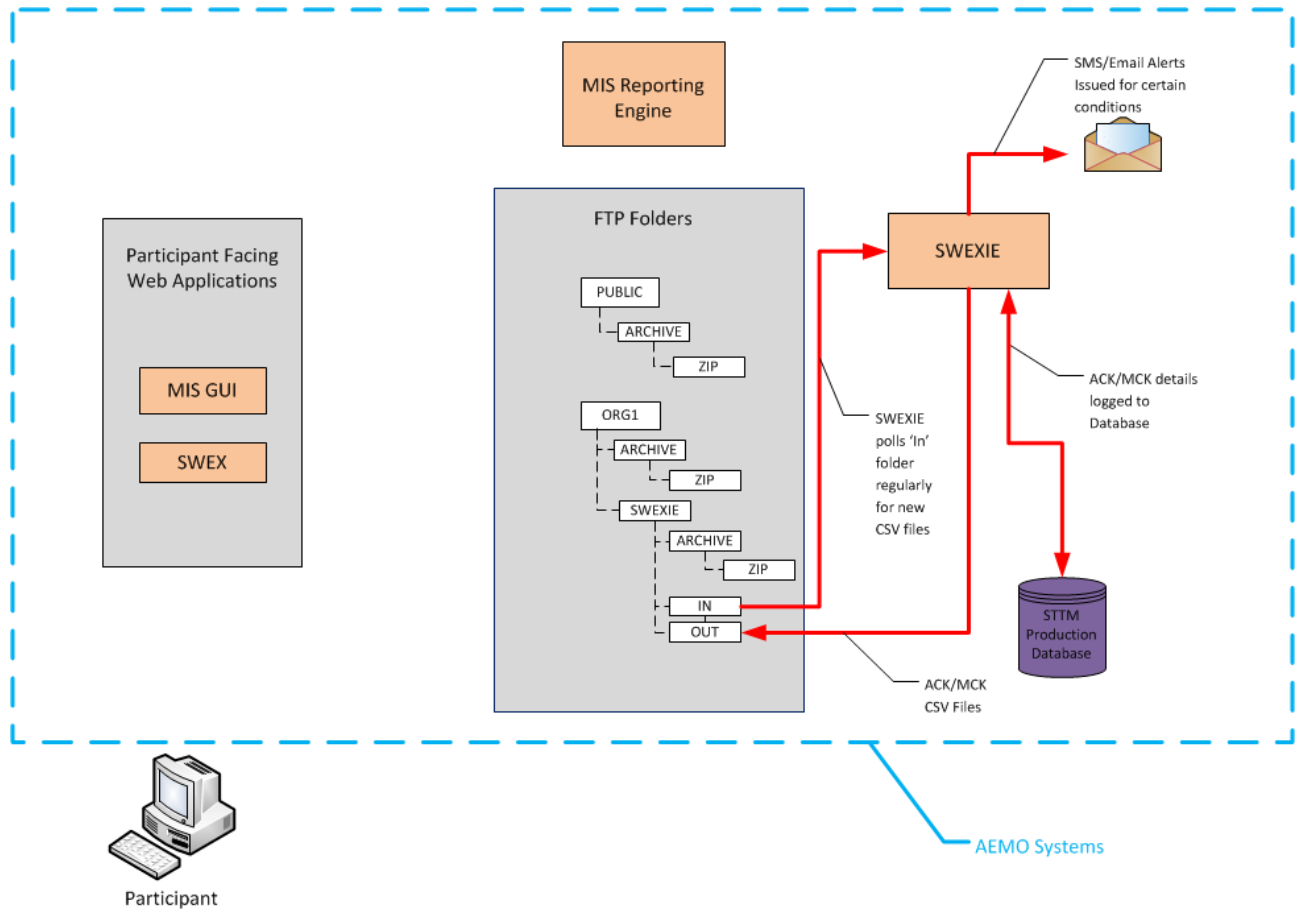 MIS Reporting
Engine
SMS/Email Alerts
Issued for certain
conditions
Participant Facing
Web Applications
MIS GUI
SWEX
FTP Folders
PUBLIC
ARCHIVE
ZIP
ORG1
ARCHIVE
ZIP
SWEXIE
ARCHIVE
ZIP
IN
OUT
SWEXIE
SWEXIE
polls ‘In’
folder
regularly
for new
CSV files
ACK/MCK details
logged to
Database
STTM
Production
Database
ACK/MCK
CSV Files
AEMO Systems
Participant